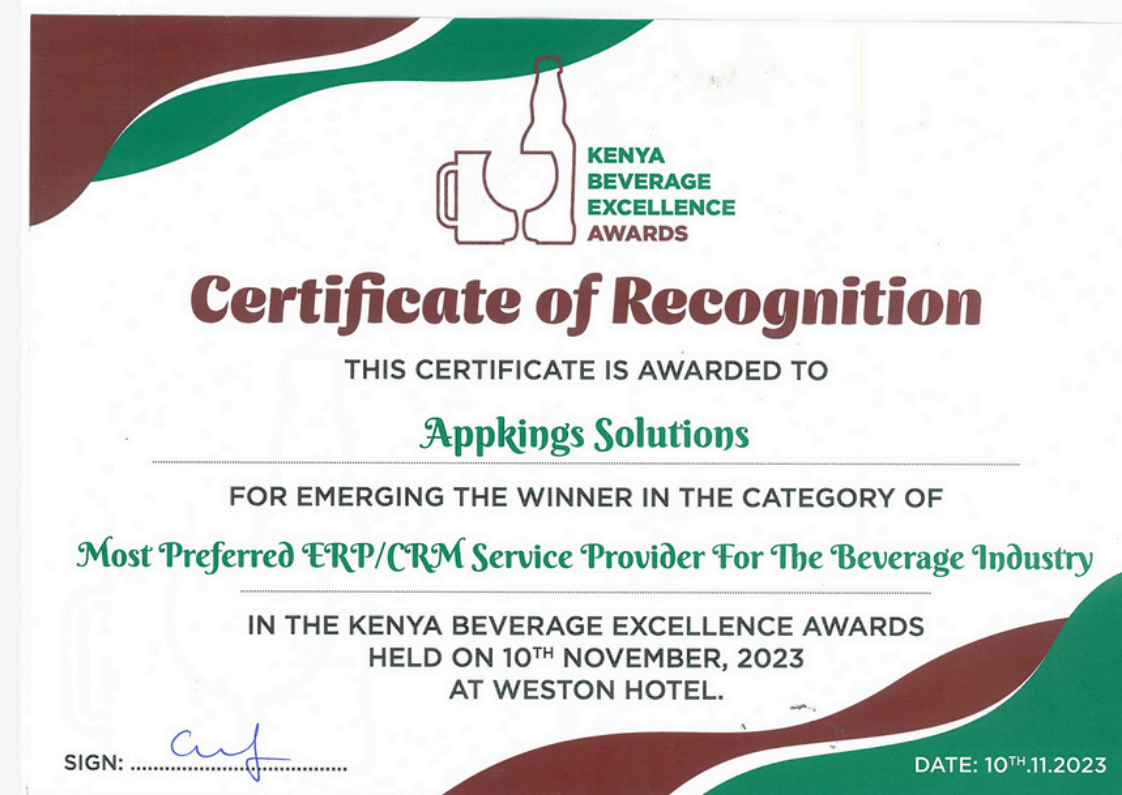 KENYA
BEVERAGE
EXCELLENCE
AWARDS
Certificate of Recognition
THIS CERTIFICATE IS AWARDED TO
Appkings Solutions
FOR EMERGING THE WINNER IN THE CATEGORY OF
Most Preferred ERP/CRM Service Provider For The Beverage Industry
IN THE KENYA BEVERAGE EXCELLENCE AWARDS
HELD ON 10TH NOVEMBER, 2023
AT WESTON HOTEL.
SIGN: ....................................
DATE: 10TH.11.2023